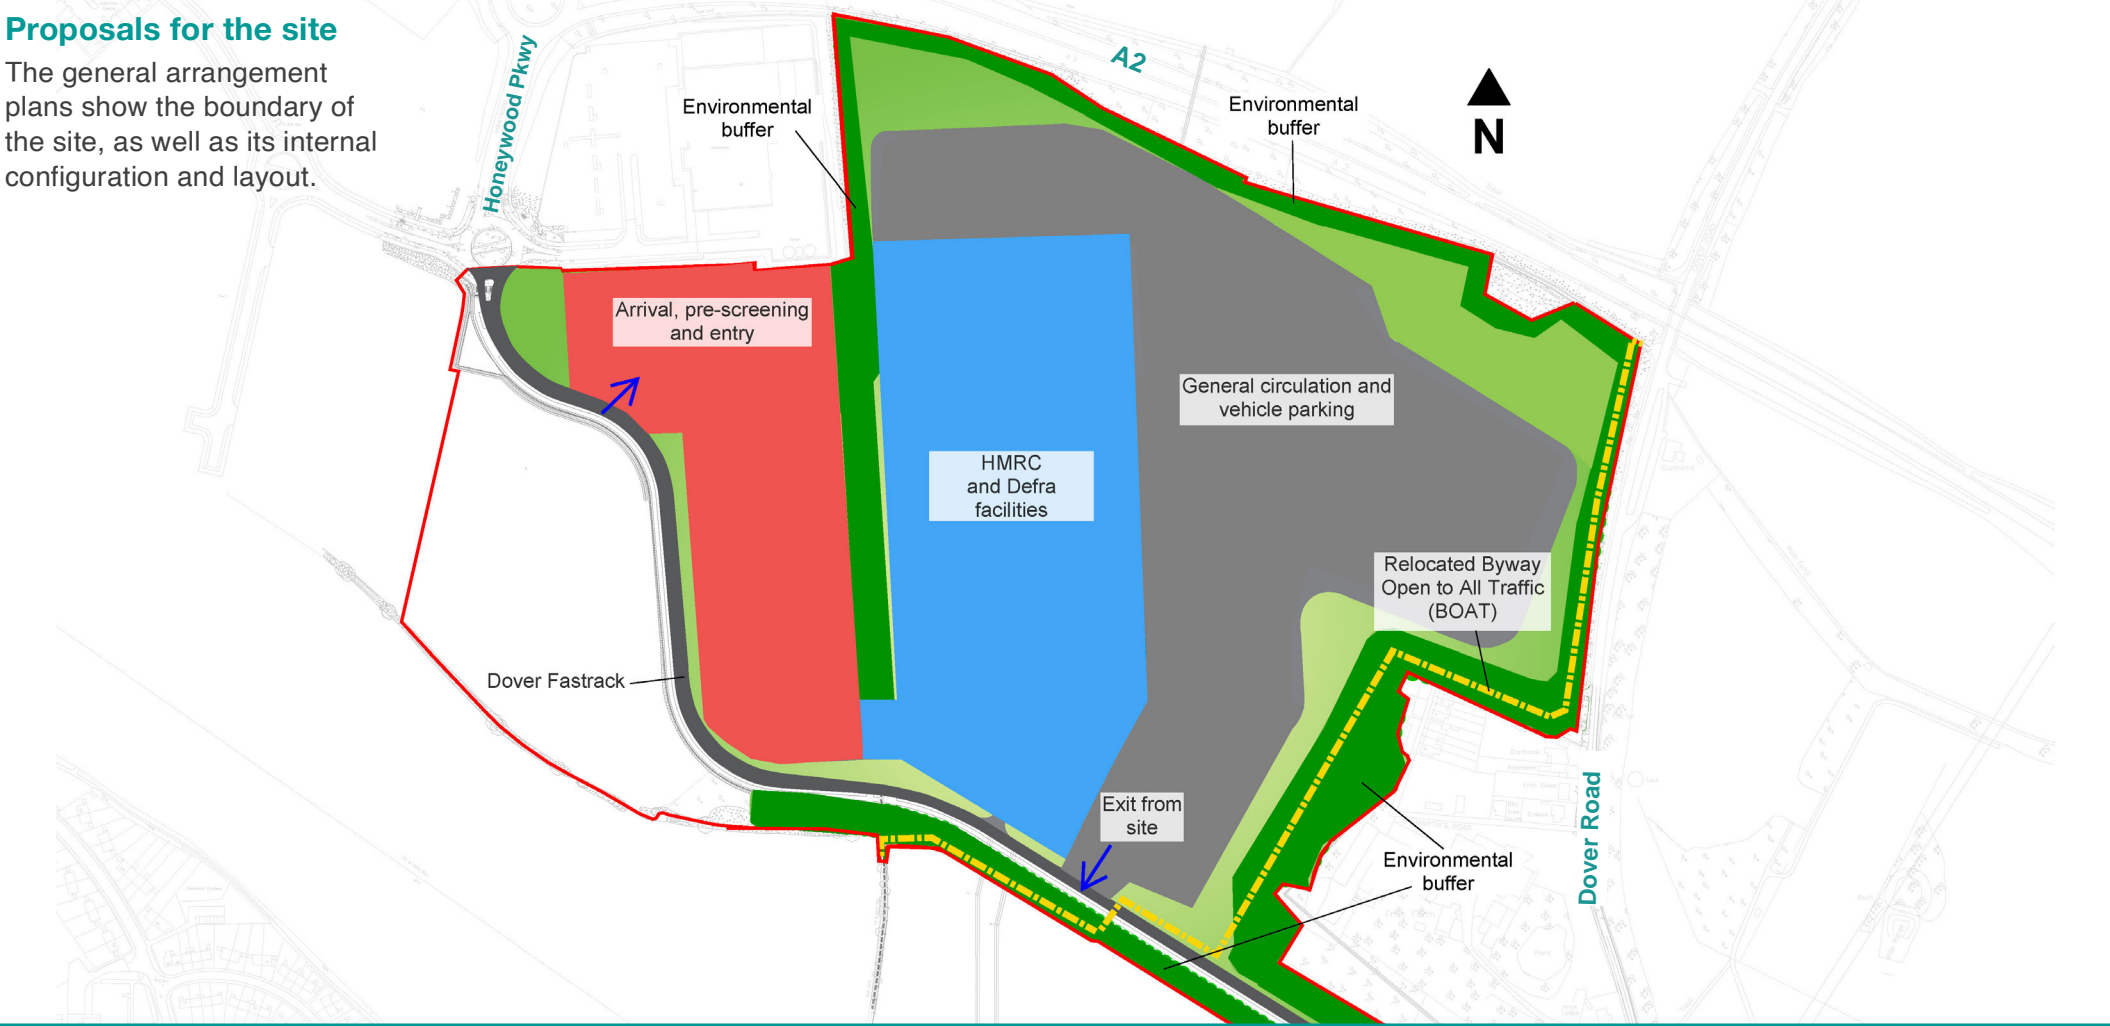 Proposals for the site
The general arrangement
plans show the boundary of
the site, as well as its internal
configuration and layout.
Honeywood Pkwy
A2
Environmental
buffer
Environmental
buffer
N
Arrival, pre-screening
and entry
General circulation and
vehicle parking
HMRC
and Defra
facilities
Relocated Byway
Open to All Traffic
(BOAT)
Dover Fastrack
Exit from
site
Environmental
buffer
Dover Road